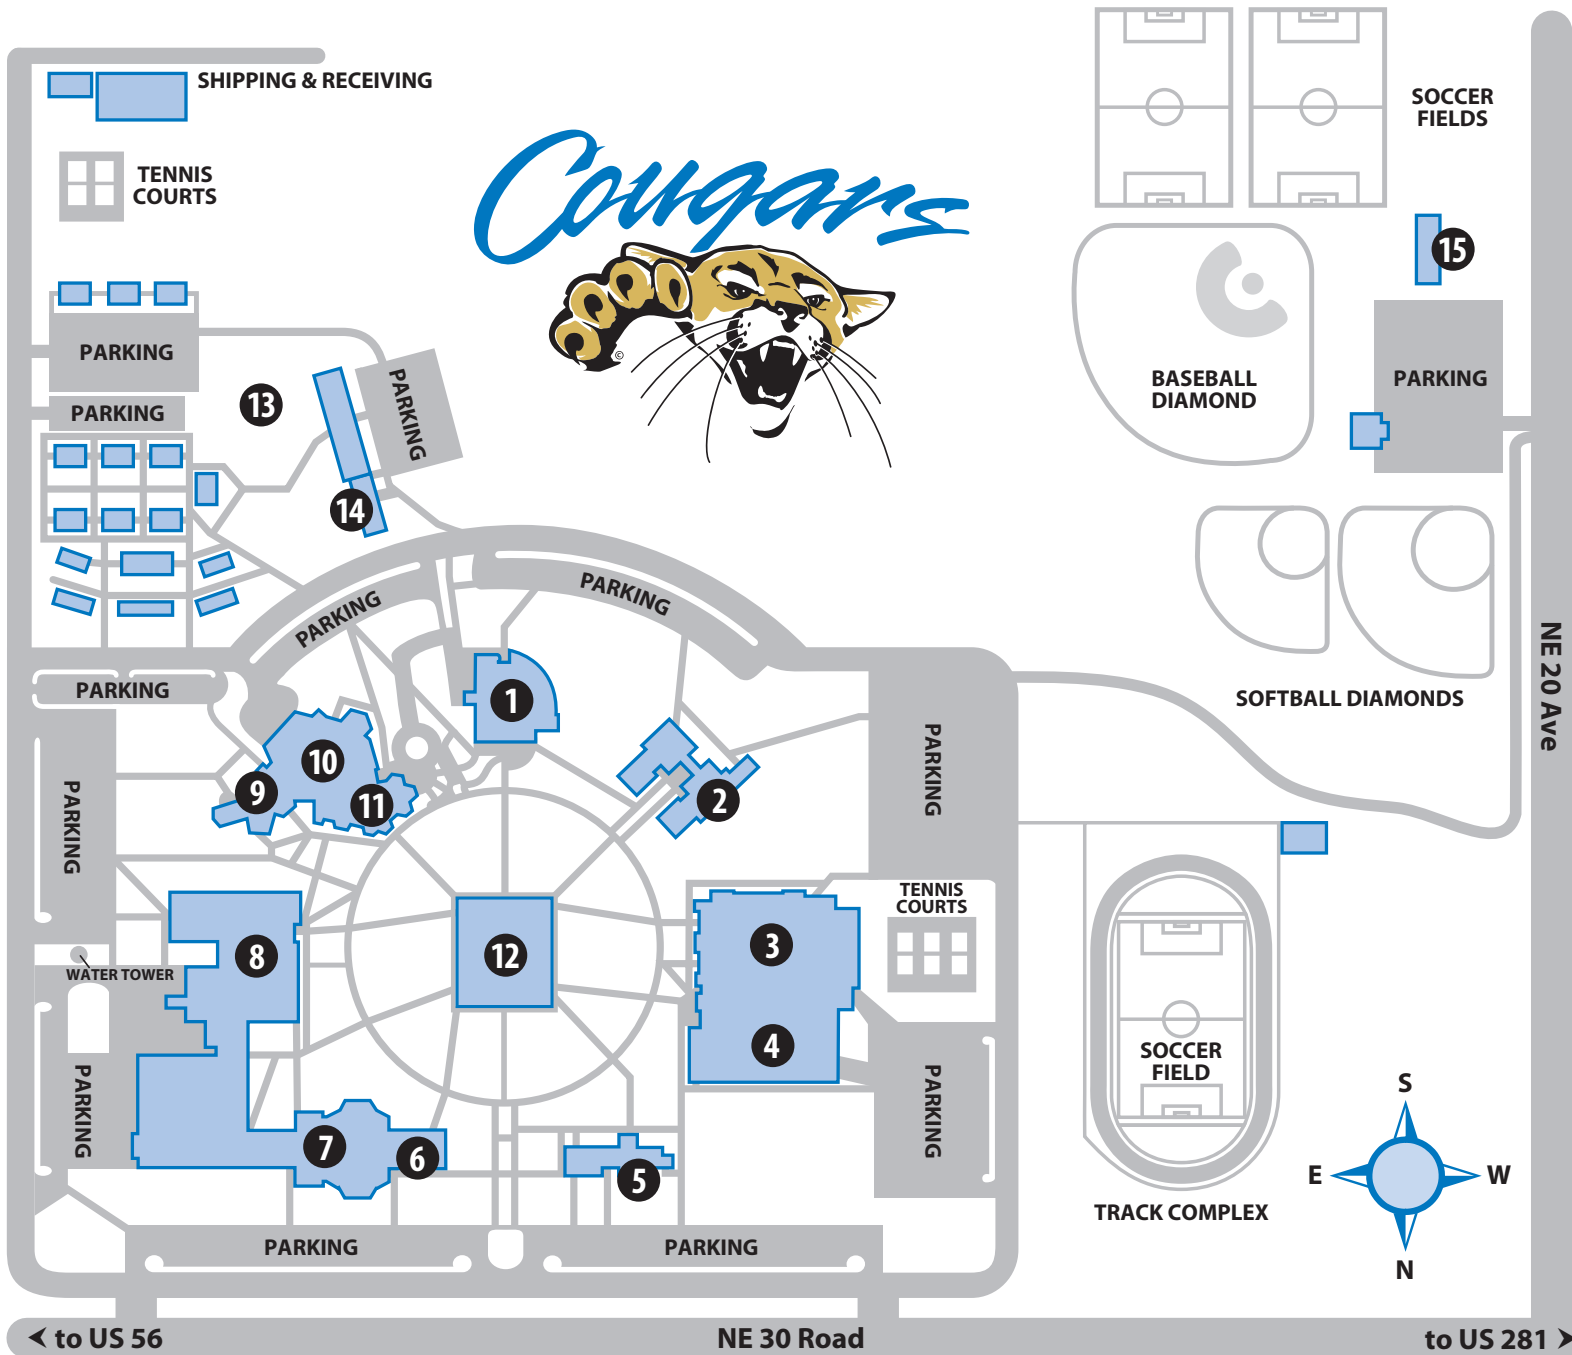 SHIPPING & RECEIVING
TENNIS
COURTS
Cougars
©
SOCCER
FIELDS
15
PARKING
PARKING
13
PARKING
14
BASEBALL
DIAMOND
PARKING
PARKING
PARKING
NE 20 Ave
SOFTBALL DIAMONDS
PARKING
1
PARKING
2
PARKING
10
9
11
TENNIS
COURTS
3
8
12
WATER TOWER
4
PARKING
PARKING
SOCCER
FIELD
7
6
5
S
E
W
N
TRACK COMPLEX
PARKING
PARKING
to US 56
NE 30 Road
to US 281